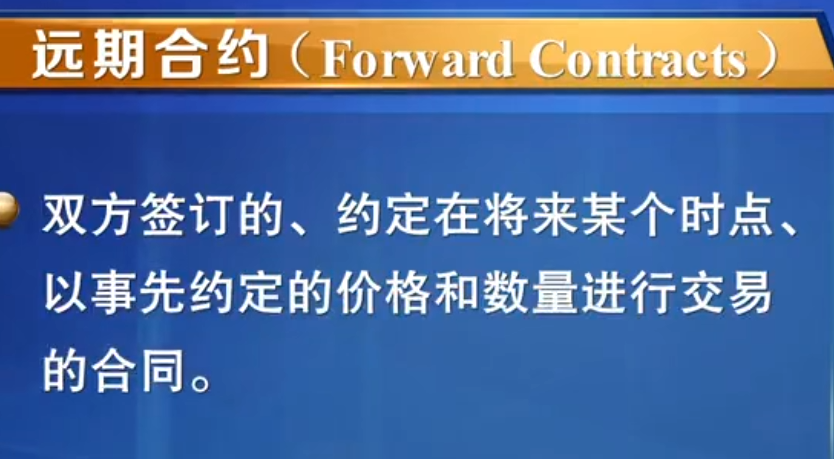 远期合约（Forward Contracts）
双方签订的、约定在将来某个时点、
以事先约定的价格和数量进行交易
的合同。